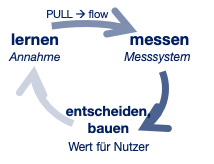 PULL → flow
lernen
Annahme
messen
Messsystem
entscheiden,
bauen
Wert für Nutzer